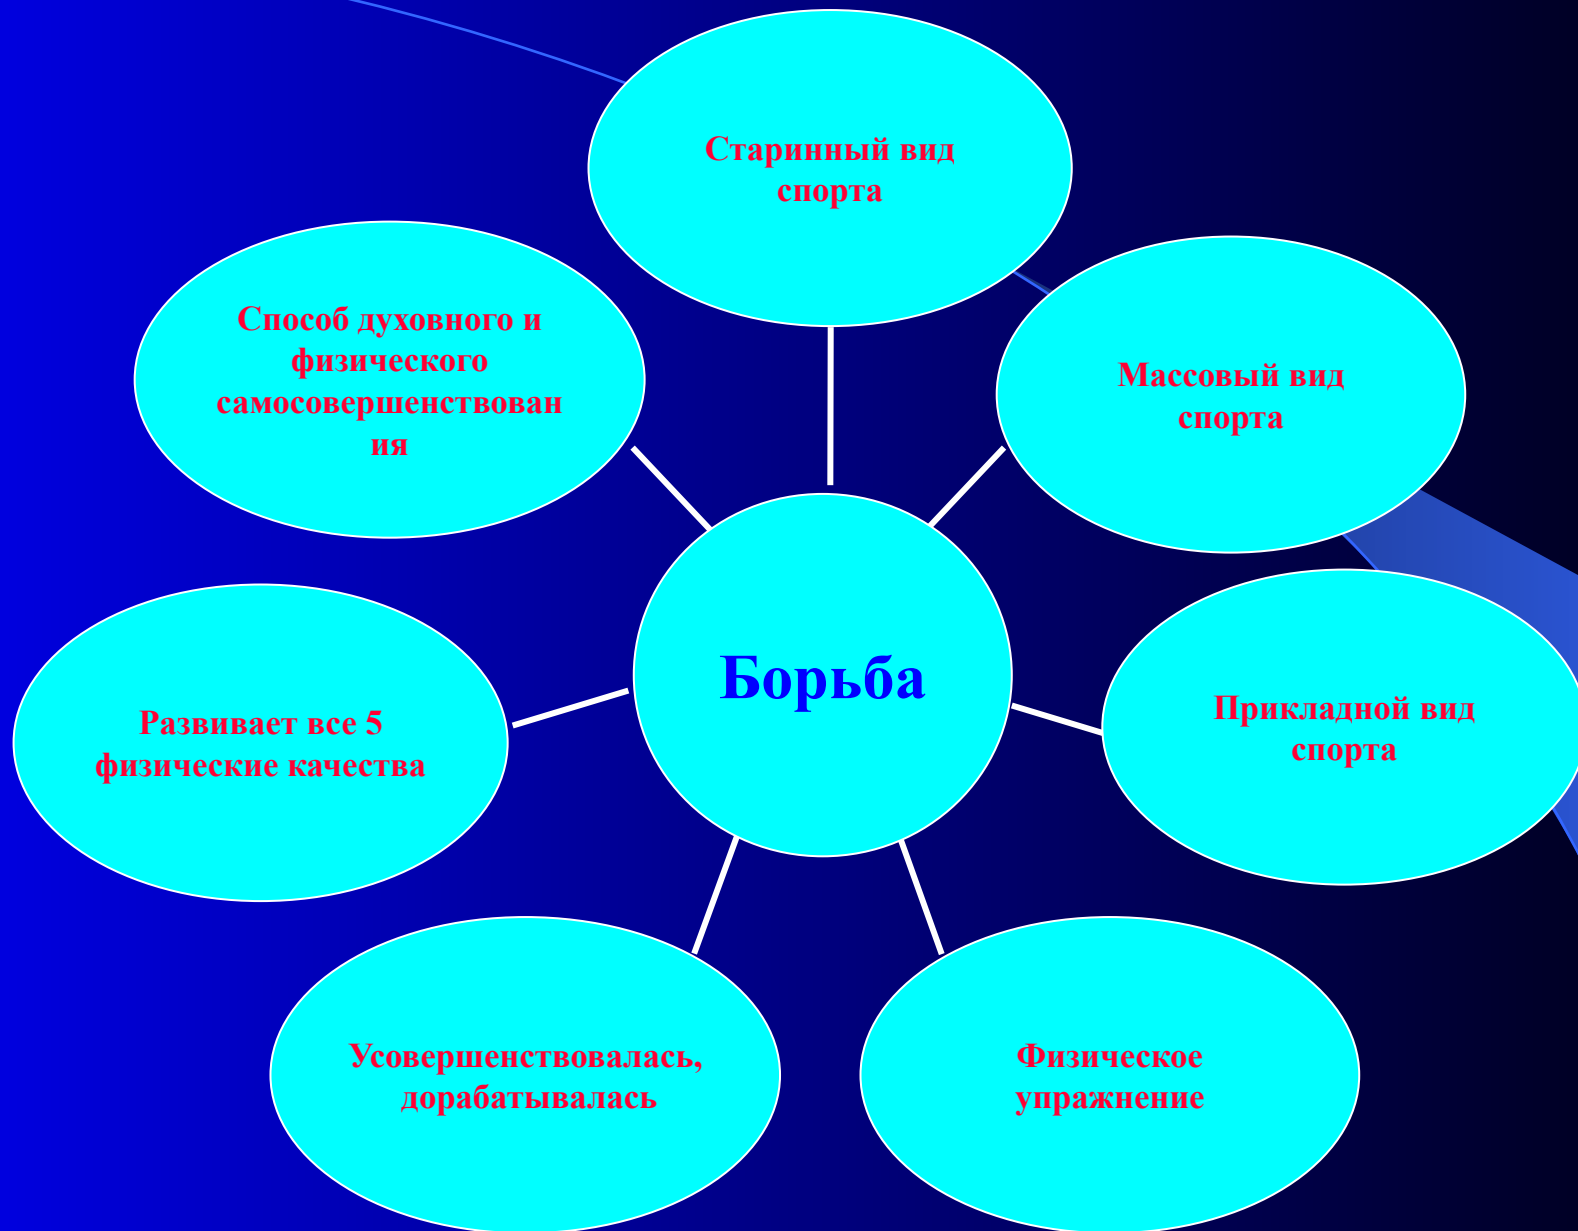 Старинный вид
спорта
Способ духовного и
физического
самосовершенствован
ия
Массовый вид
спорта
Борьба
Развивает все 5
физические качества
Прикладной вид
спорта
Усовершенствовалась,
дорабатывалась
Физическое
упражнение